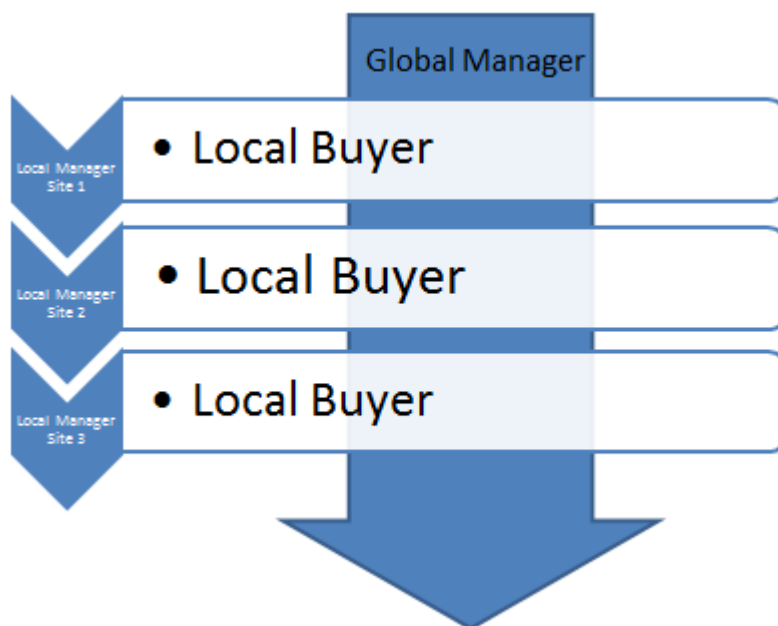 Global Manager
Local Manager
Site 1
• Local Buyer
Local Manager
Site 2
• Local Buyer
Local Manager
Site 3
• Local Buyer